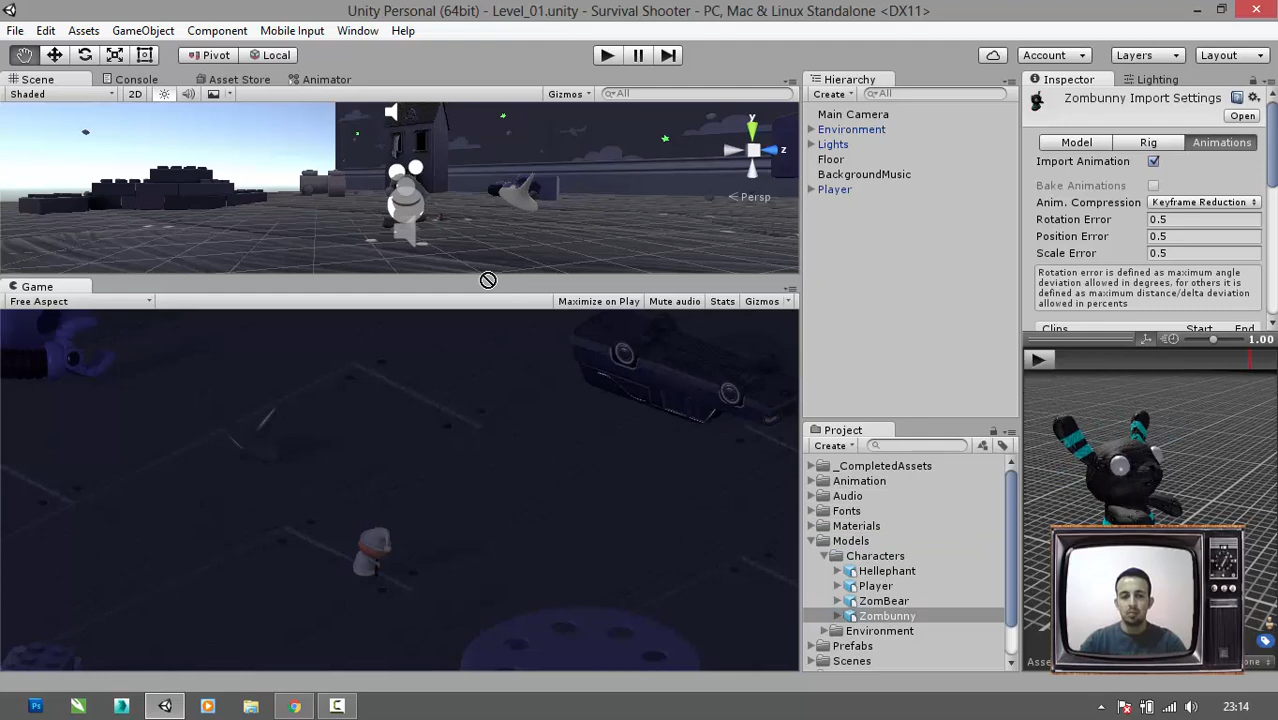 Unity Personal (64bit) - Level_01.unity - Survival Shooter - PC, Mac & Linux Standalone <DX11>
File Edit Assets GameObject Component Mobile Input Window Help
Pivot Local Account Layers Layout
Scene Console Asset Store Animator
Shaded 2D Gizmos All
y z
Persp
Game
Free Aspect Maximize on Play Mute audio Stats Gizmos
Hierarchy
Create All
Main Camera
Environment
Lights
Floor
BackgroundMusic
Player
Project
Create
_CompletedAssets
Animation
Audio
Fonts
Materials
Models
Characters
Hellephant
Player
ZomBear
Zombunny
Environment
Prefabs
Scenes
Inspector Lighting
Zombunny Import Settings
Open
Model Rig Animations
Import Animation
Bake Animations
Anim. Compression Keyframe Reduction
Rotation Error 0.5
Position Error 0.5
Scale Error 0.5
Rotation error is defined as maximum angle
deviation allowed in degrees, for others it is
defined as maximum distance/delta deviation
allowed in percents
Clips Start End
1.00
23:14